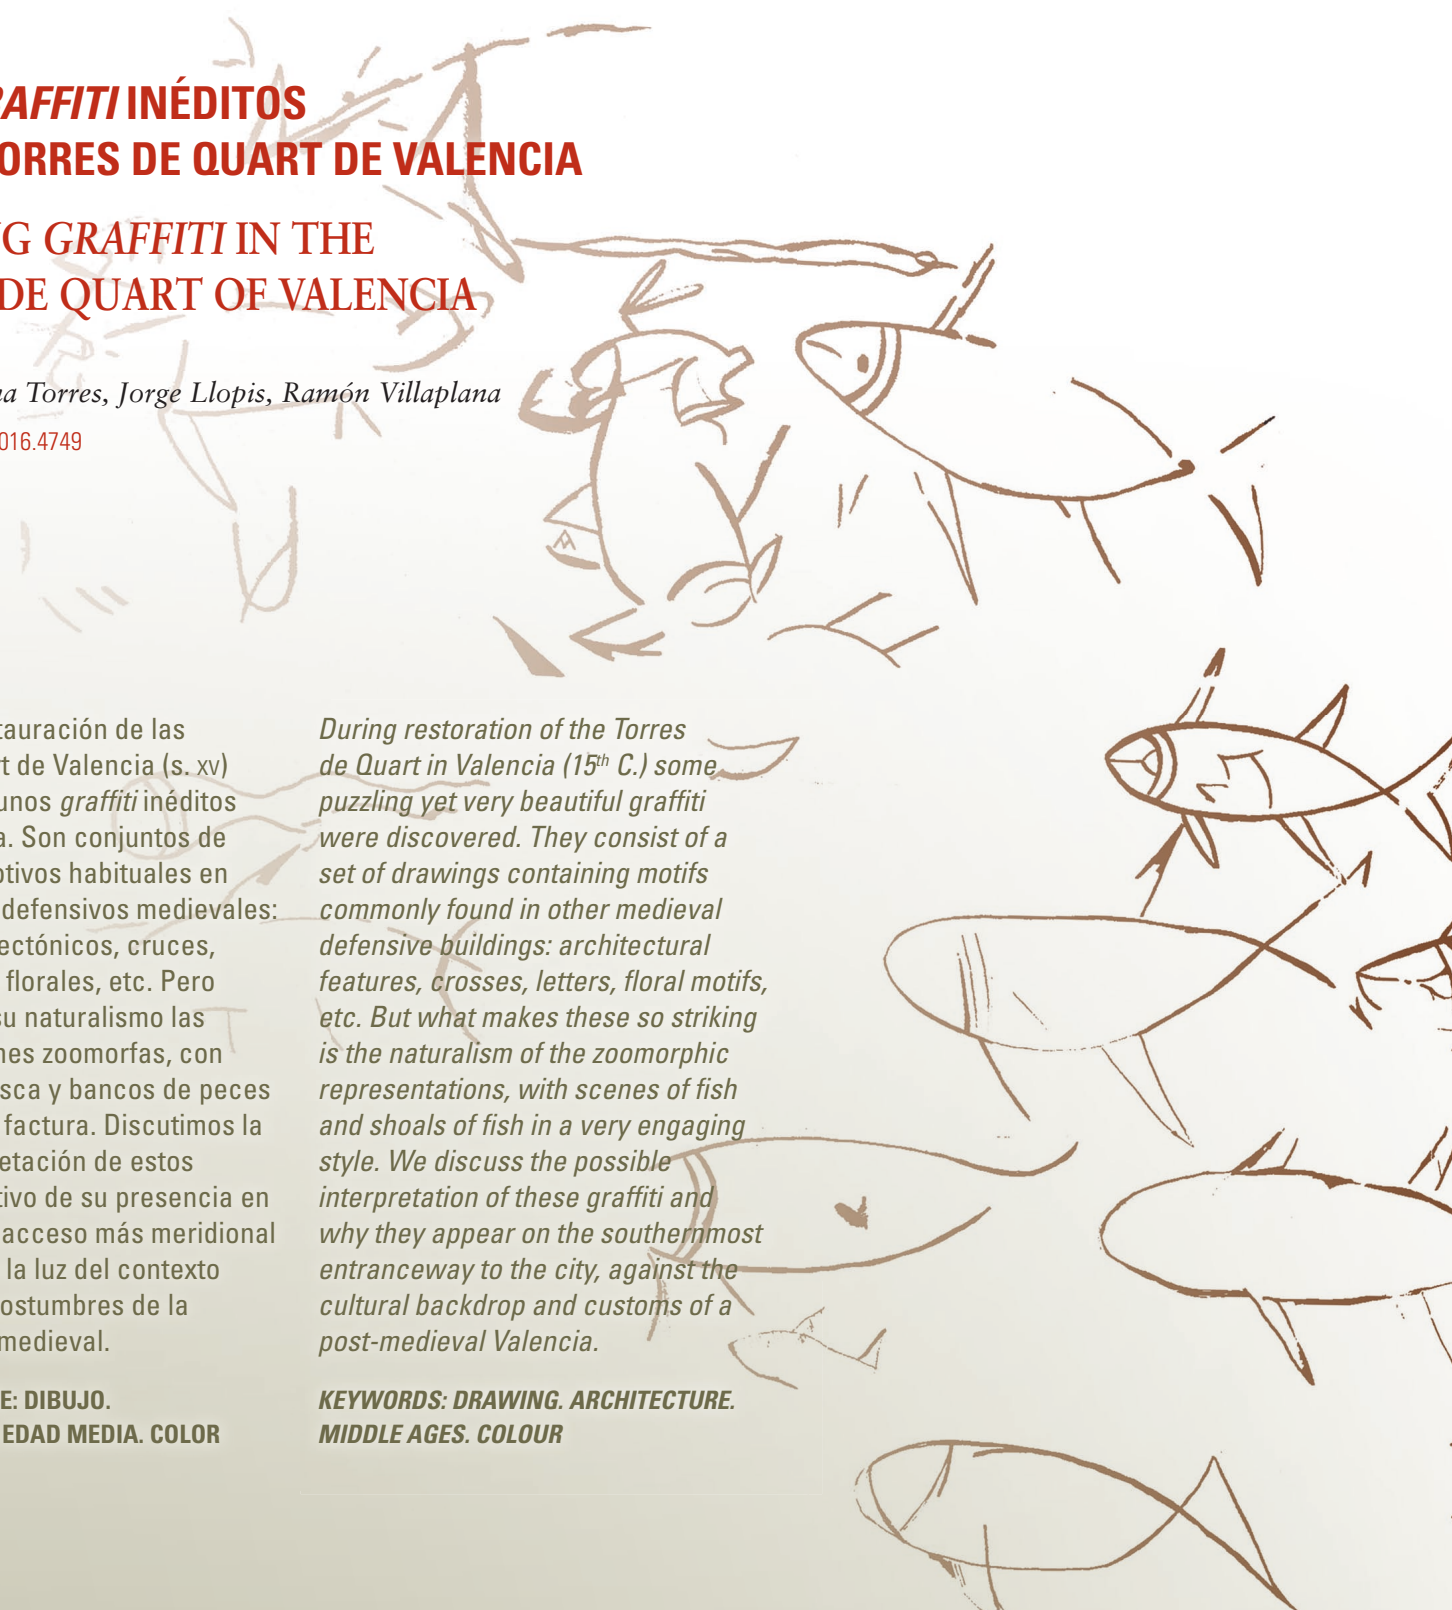 RAFFITI INÉDITOS
ORRES DE QUART DE VALENCIA
G GRAFFITI IN THE
DE QUART OF VALENCIA
na Torres, Jorge Llopis, Ramón Villaplana
016.4749
tauración de las
rt de Valencia (s. XV)
unos graffiti inéditos
a. Son conjuntos de
otivos habituales en
defensivos medievales:
ectónicos, cruces,
florales, etc. Pero
su naturalismo las
nes zoomorfas, con
sca y bancos de peces
factura. Discutimos la
etación de estos
tivo de su presencia en
acceso más meridional
la luz del contexto
ostumbres de la
medieval.
E: DIBUJO.
EDAD MEDIA. COLOR
During restoration of the Torres
de Quart in Valencia (15th C.) some
puzzling yet very beautiful graffiti
were discovered. They consist of a
set of drawings containing motifs
commonly found in other medieval
defensive buildings: architectural
features, crosses, letters, floral motifs,
etc. But what makes these so striking
is the naturalism of the zoomorphic
representations, with scenes of fish
and shoals of fish in a very engaging
style. We discuss the possible
interpretation of these graffiti and
why they appear on the southernmost
entranceway to the city, against the
cultural backdrop and customs of a
post-medieval Valencia.
KEYWORDS: DRAWING. ARCHITECTURE.
MIDDLE AGES. COLOUR